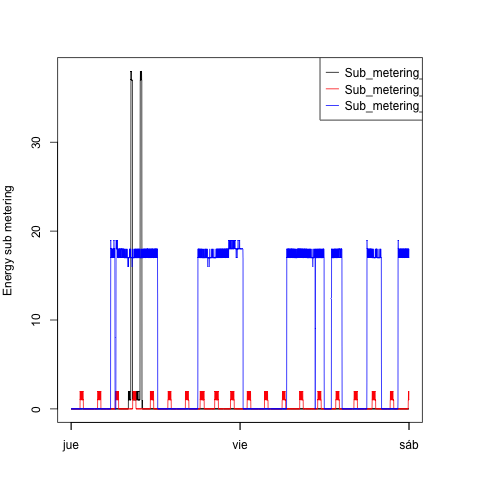 Sub_metering_
Sub_metering_
Sub_metering_
Energy sub metering
30
20
10
0
jue vie sáb